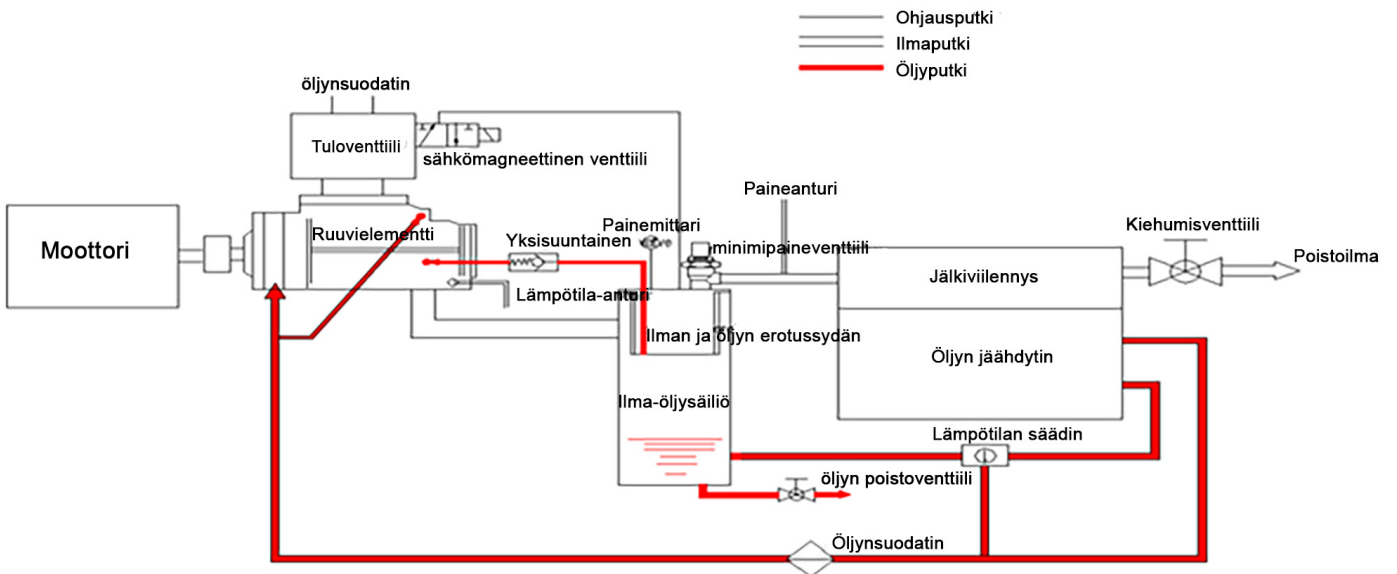 Ohjausputki
Ilmaputki
Öljyputki
öljynsuodatin
Tuloventtiili
sähkömagneettinen venttiili
Moottori
Ruuvielementti
Yksisuuntainen
Lämpötila-anturi
Painemittari
minimipaineventtiili
Paineanturi
Kiehumisventtiili
Poistoilma
Jälkiviilennys
Ilman ja öljyn erotussydän
Öljyn jäähdytin
Ilma-öljysäiliö
Lämpötilan säädin
öljyn poistoventtiili
Öljynsuodatin